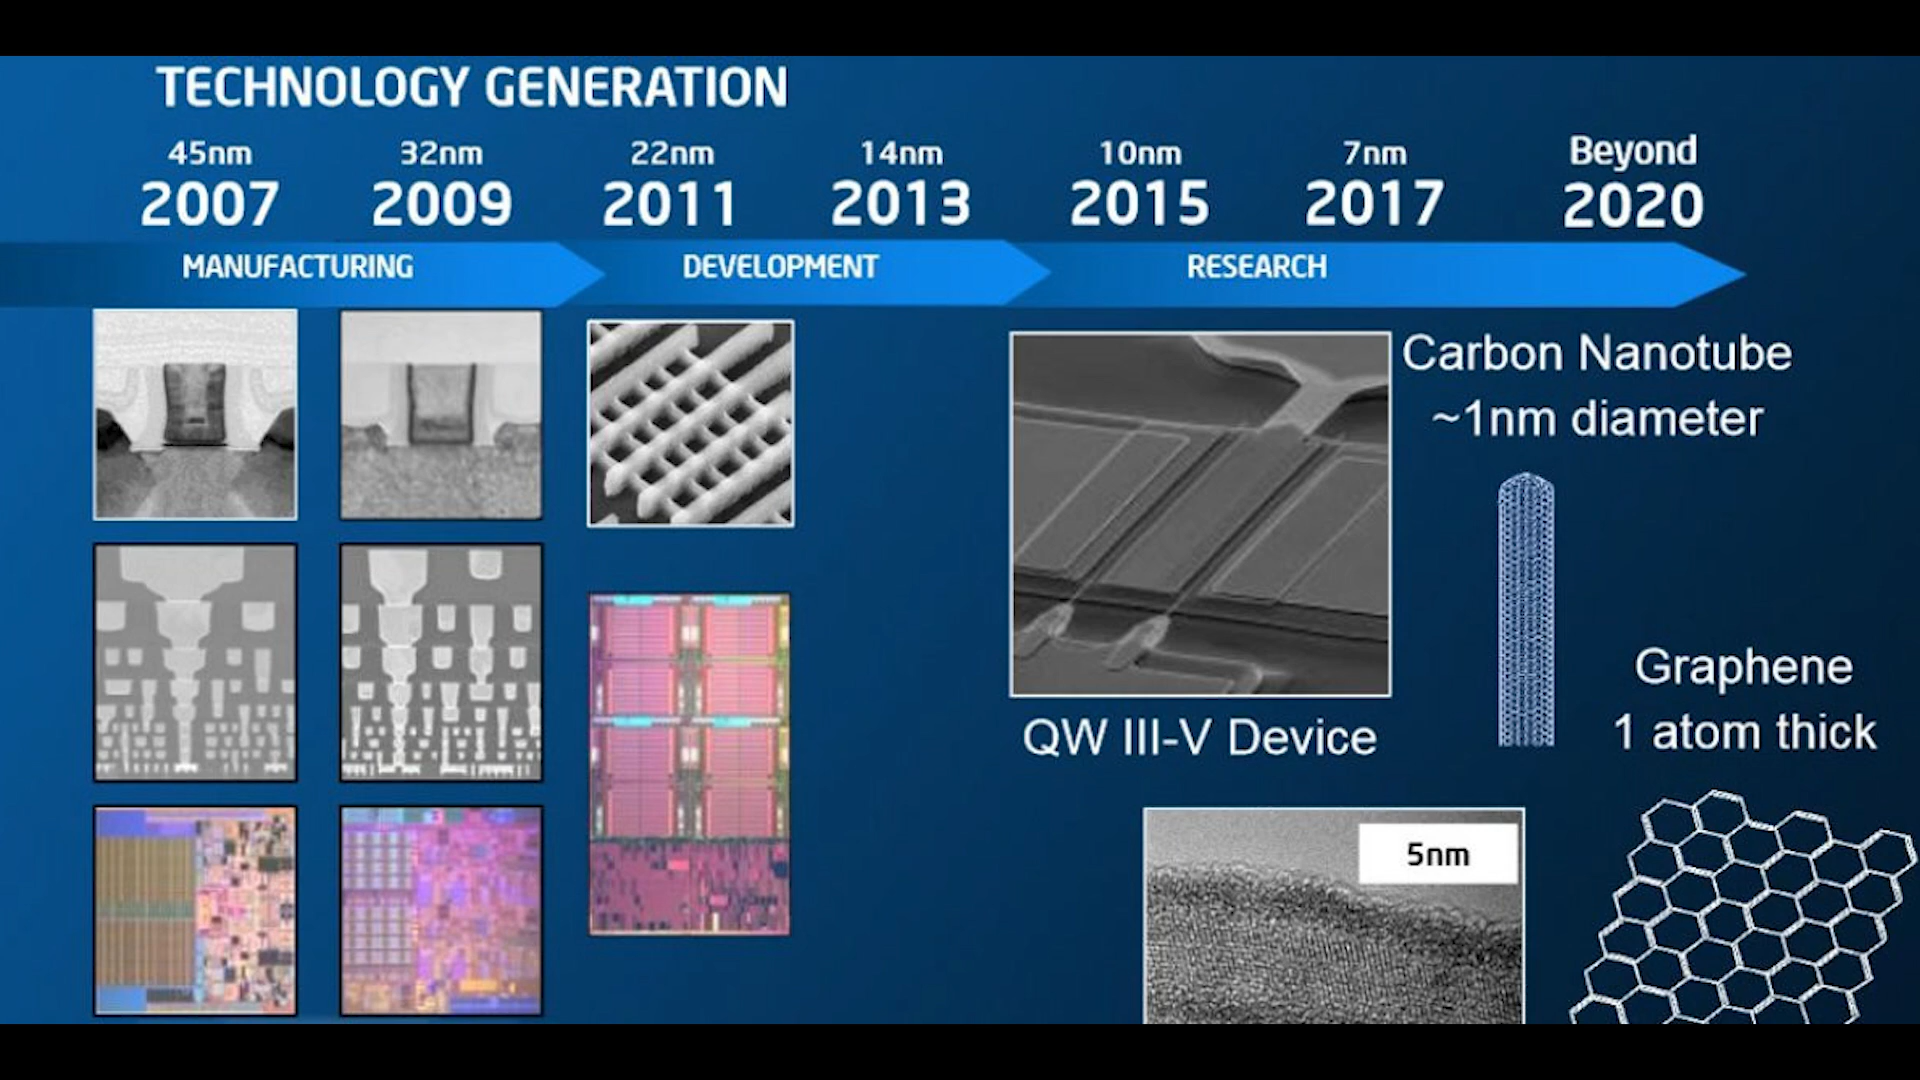 TECHNOLOGY GENERATION
45nm 32nm 22nm 14nm 10nm 7nm Beyond
2007 2009 2011 2013 2015 2017 2020
MANUFACTURING DEVELOPMENT RESEARCH
Carbon Nanotube
~1nm diameter
QW III-V Device
Graphene
1 atom thick
5nm